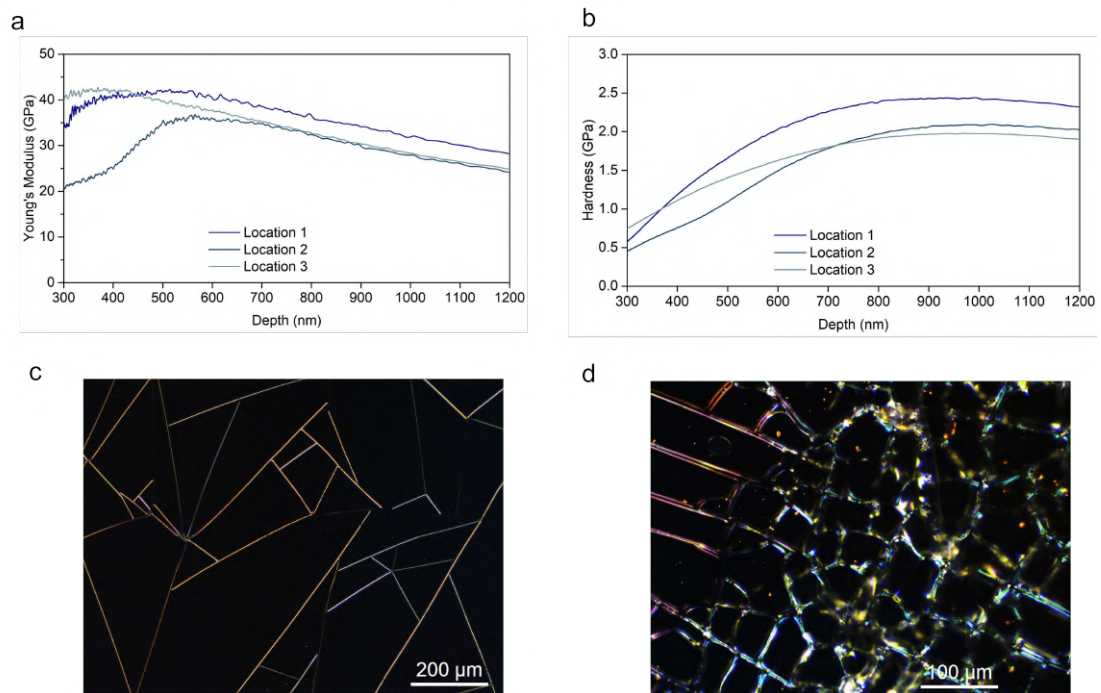 a
b
50
40
30
20
10
0
Young's Modulus (GPa)
Location 1
Location 2
Location 3
300 400 500 600 700 800 900 1000 1100 1200
Depth (nm)
3.0
2.5
2.0
1.5
1.0
0.5
0.0
Hardness (GPa)
Location 1
Location 2
Location 3
300 400 500 600 700 800 900 1000 1100 1200
Depth (nm)
c
d
200 µm
100 µm